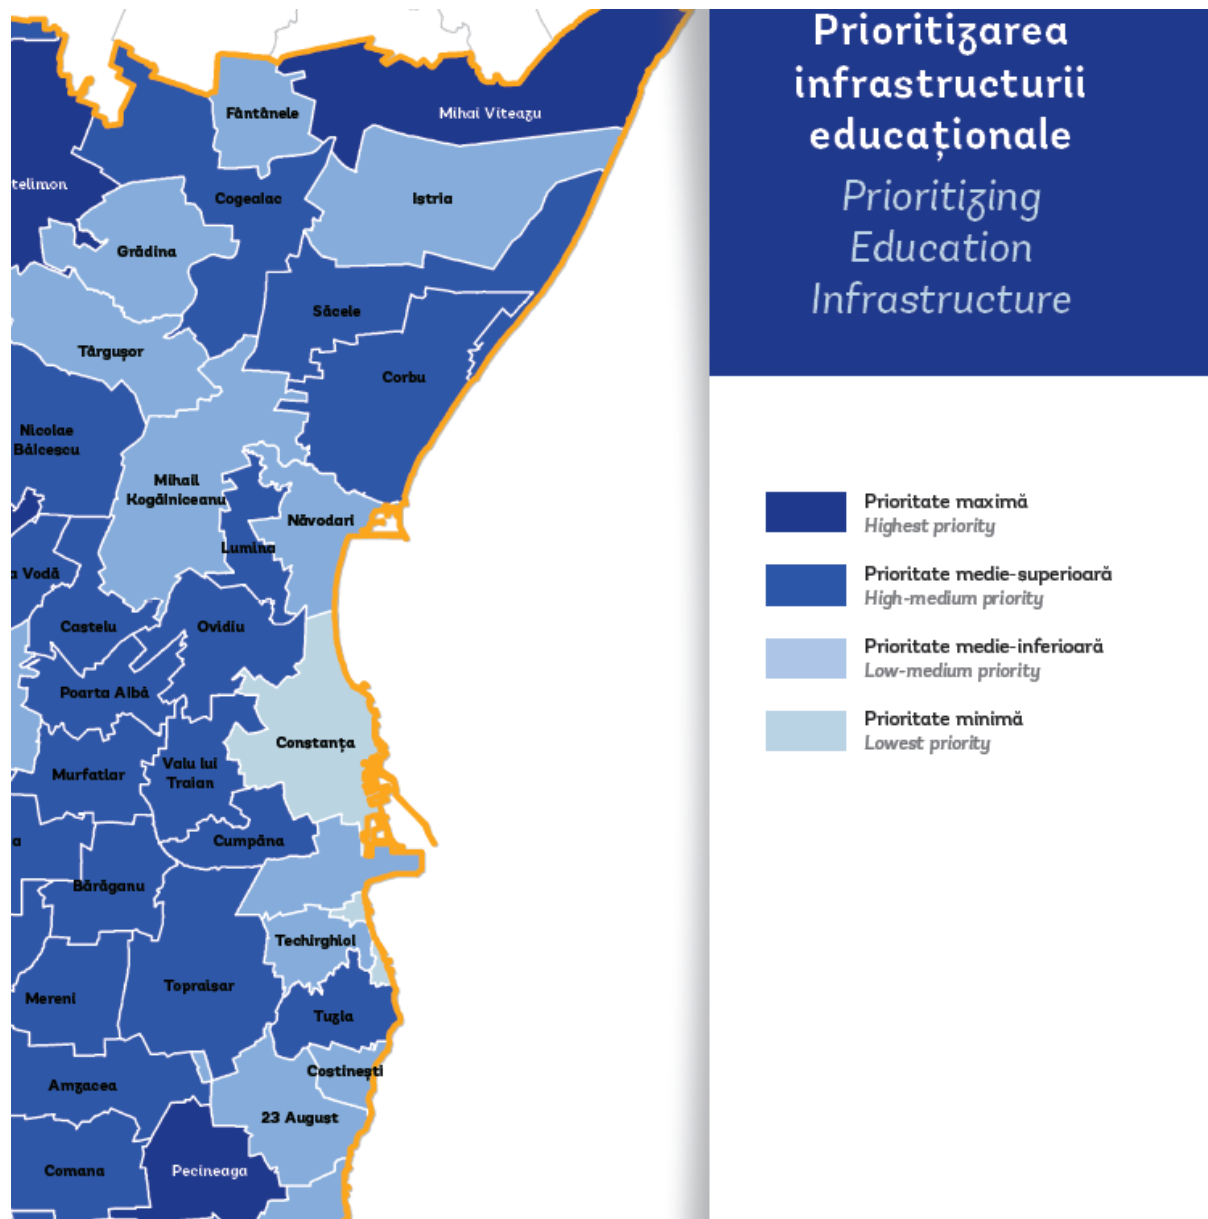 Prioritizarea
infrastructurii
educaționale
Prioritizing
Education
Infrastructure
Prioritate maximă
Highest priority
Prioritate medie-superioară
High-medium priority
Prioritate medie-inferioară
Low-medium priority
Prioritate minimă
Lowest priority
Fântânele
Mihai Viteazu
telimon
Cogealac
Istria
Grădina
Săcele
Târgușor
Corbu
Nicolae
Bălcescu
Mihail
Kogălniceanu
Năvodari
Lumina
a Vodă
Castelu
Ovidiu
Poarta Albă
Constanța
Murfatlar
Valu lui
Traian
a
Cumpăna
Bărăganu
Techirghiol
Mereni
Topraisar
Tuzla
Costinești
Amzacea
23 August
Comana
Pecineaga